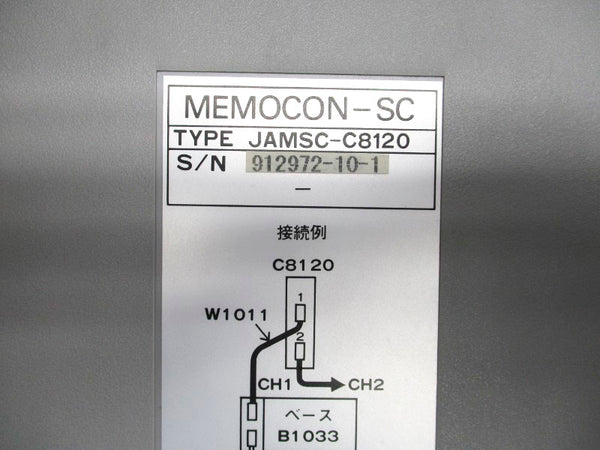 MEMOCON-SC
TYPE JAMSC-C8120
S/N 912972-10-1
—
接続例
C8120
1
W1011
2
CH1 CH2
ベース
B1033